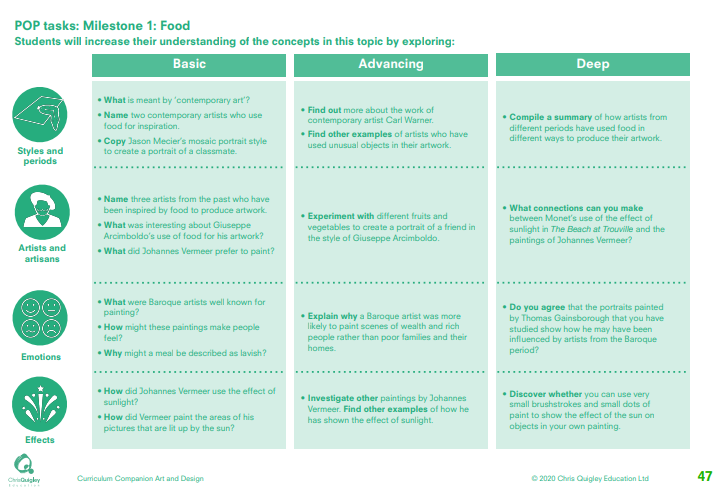 POP tasks: Milestone 1: Food
Students will increase their understanding of the concepts in this topic by exploring:
Basic
Advancing
Deep
Styles and
periods
• What is meant by ‘contemporary art’?
• Name two contemporary artists who use
food for inspiration.
• Copy Jason Mecier’s mosaic portrait style
to create a portrait of a classmate.
• Find out more about the work of
contemporary artist Carl Warner.
• Find other examples of artists who have
used unusual objects in their artwork.
• Compile a summary of how artists from
different periods have used food in
different ways to produce their artwork.
Artists and
artisans
• Name three artists from the past who have
been inspired by food to produce artwork.
• What was interesting about Giuseppe
Arcimboldo’s use of food for his artwork?
• What did Johannes Vermeer prefer to paint?
• Experiment with different fruits and
vegetables to create a portrait of a friend in
the style of Giuseppe Arcimboldo.
• What connections can you make
between Monet’s use of the effect of
sunlight in The Beach at Trouville and the
paintings of Johannes Vermeer?
Emotions
• What were Baroque artists well known for
painting?
• How might these paintings make people
feel?
• Why might a meal be described as lavish?
• Explain why a Baroque artist was more
likely to paint scenes of wealth and rich
people rather than poor families and their
homes.
• Do you agree that the portraits painted
by Thomas Gainsborough that you have
studied show how he may have been
influenced by artists from the Baroque
period?
Effects
• How did Johannes Vermeer use the effect of
sunlight?
• How did Vermeer paint the areas of his
pictures that are lit up by the sun?
• Investigate other paintings by Johannes
Vermeer. Find other examples of how he
has shown the effect of sunlight.
• Discover whether you can use very
small brushstrokes and small dots of
paint to show the effect of the sun on
objects in your own painting.
ChrisQuigley
Education
Curriculum Companion Art and Design
© 2020 Chris Quigley Education Ltd
47